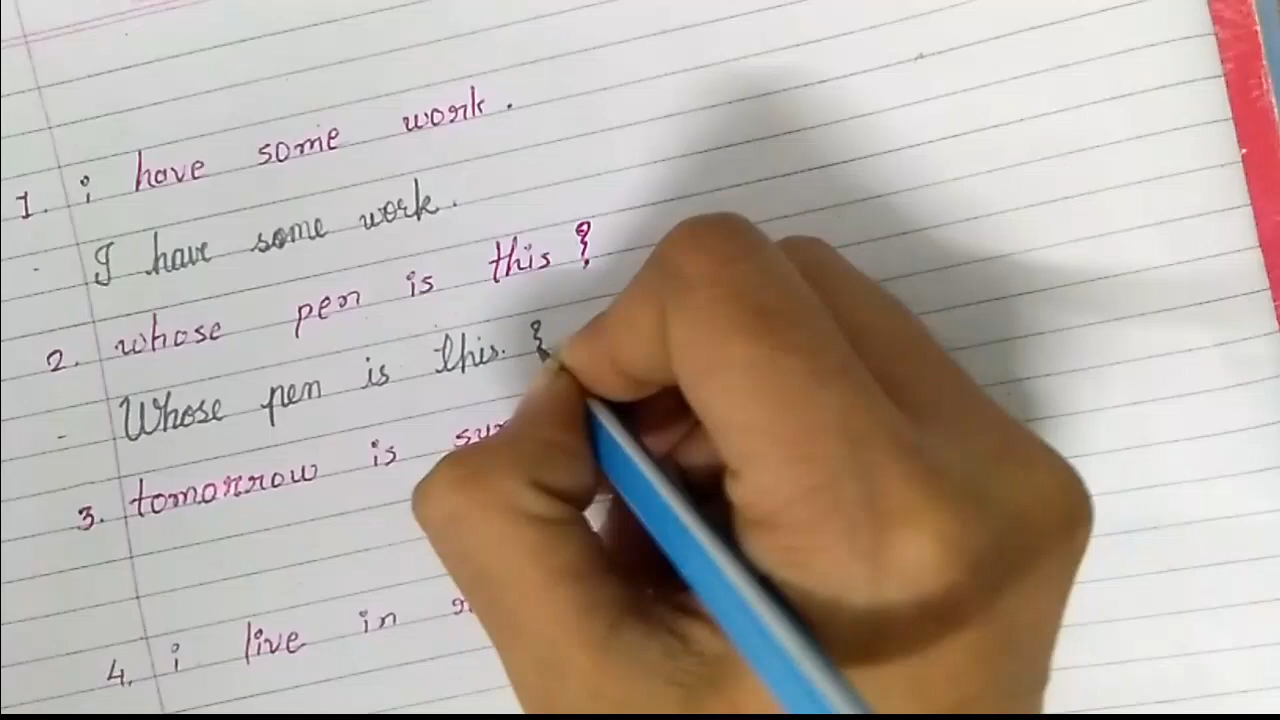 1. i have some work.
- I have some work.
2. whose pen is this?
- Whose pen is this. ?
3. tomorrow is
4. i live in